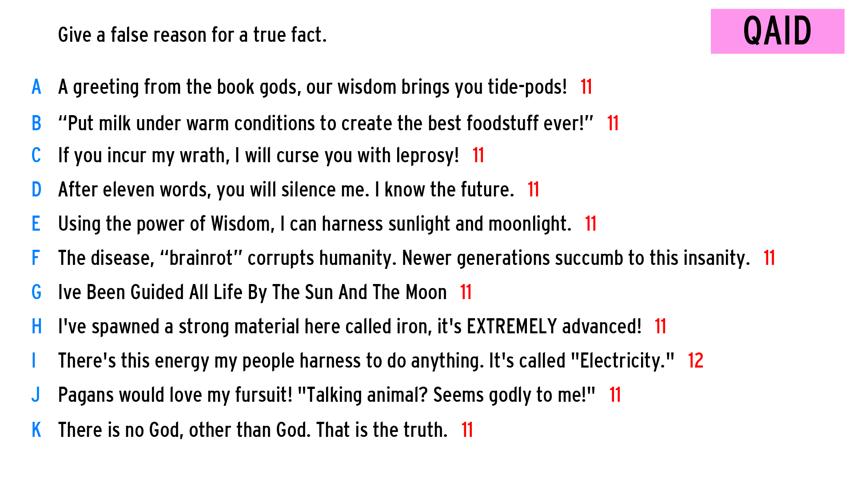 Give a false reason for a true fact.
QAID
A A greeting from the book gods, our wisdom brings you tide-pods! 11
B “Put milk under warm conditions to create the best foodstuff ever!” 11
C If you incur my wrath, I will curse you with leprosy! 11
D After eleven words, you will silence me. I know the future. 11
E Using the power of Wisdom, I can harness sunlight and moonlight. 11
F The disease, “brainrot” corrupts humanity. Newer generations succumb to this insanity. 11
G Ive Been Guided All Life By The Sun And The Moon 11
H I've spawned a strong material here called iron, it's EXTREMELY advanced! 11
I There's this energy my people harness to do anything. It's called "Electricity." 12
J Pagans would love my fursuit! "Talking animal? Seems godly to me!" 11
K There is no God, other than God. That is the truth. 11